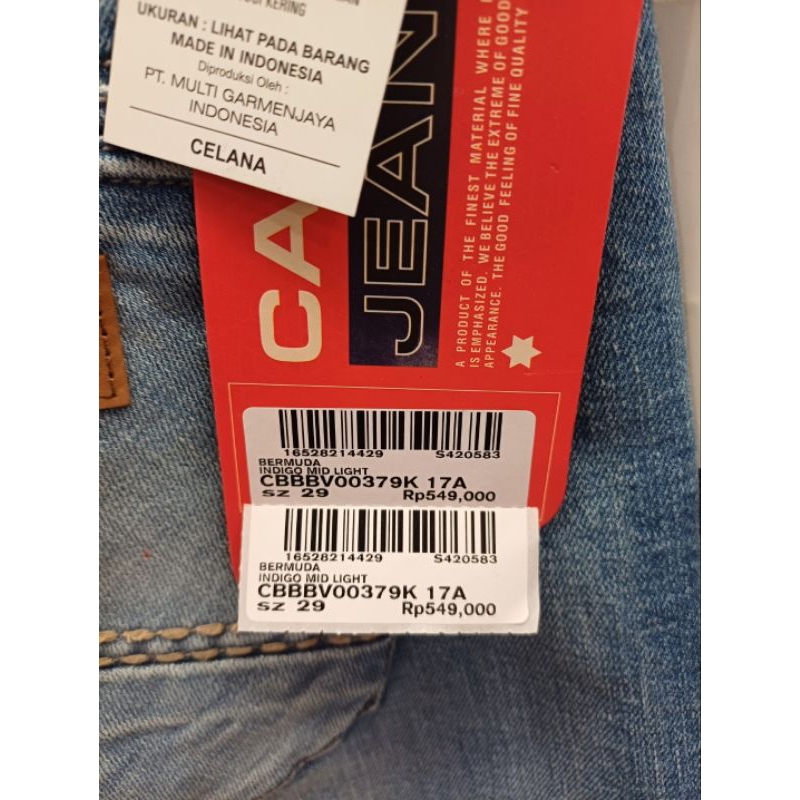 KERING
UKURAN : LIHAT PADA BARANG
MADE IN INDONESIA
Diproduksi Oleh :
PT. MULTI GARMENJAYA
INDONESIA
CELANA
CA
JEAN
A PRODUCT OF THE FINEST MATERIAL WHERE
IS EMPHASIZED. WE BELIEVE THE EXTREME OF GOOD
APPEARANCE. THE GOOD FEELING OF FINE QUALITY
16528214429 S420583
BERMUDA
INDIGO MID LIGHT
CBBBV00379K 17A
SZ 29 Rp549,000
16528214429 S420583
BERMUDA
INDIGO MID LIGHT
CBBBV00379K 17A
SZ 29 Rp549,000